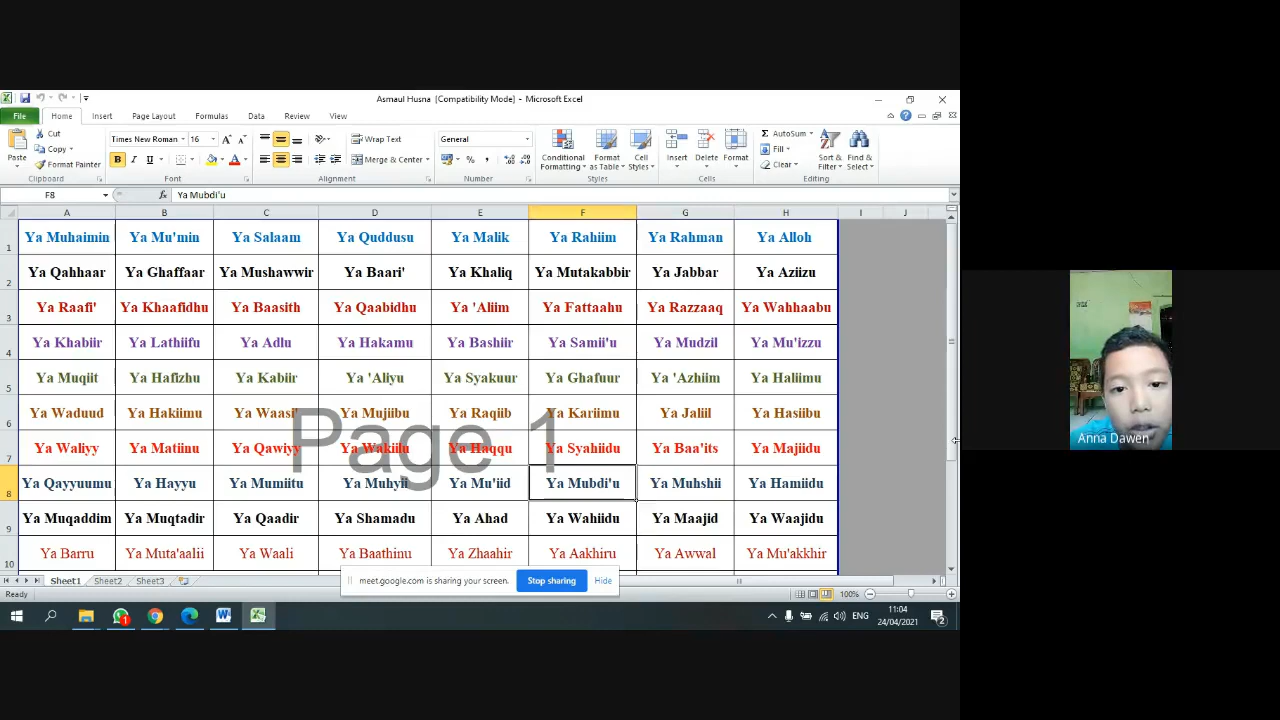 Asmaul Husna [Compatibility Mode] - Microsoft Excel
File Home Insert Page Layout Formulas Data Review View
Cut
Copy
Format Painter
Paste
Clipboard
Times New Roman 16
Font
Wrap Text
Merge & Center
Alignment
General
Number
Conditional Formatting
Format as Table
Cell Styles
Styles
Insert Delete Format
Cells
AutoSum
Fill
Clear
Sort & Filter
Find & Select
Editing
F8 fx Ya Mubdi'u
A B C D E F G H I J
1 Ya Muhaimin Ya Mu'min Ya Salaam Ya Quddusu Ya Malik Ya Rahiim Ya Rahman Ya Alloh
2 Ya Qahhaar Ya Ghaffaar Ya Mushawwir Ya Baari' Ya Khaliq Ya Mutakabbir Ya Jabbar Ya Aziizu
3 Ya Raafi' Ya Khaafidhu Ya Baasith Ya Qaabidhu Ya 'Aliim Ya Fattaahu Ya Razzaaq Ya Wahhaabu
4 Ya Khabiir Ya Lathiifu Ya Adlu Ya Hakamu Ya Bashiir Ya Samii'u Ya Mudzil Ya Mu'izzu
5 Ya Muqiit Ya Hafizhu Ya Kabiir Ya 'Aliyu Ya Syakuur Ya Ghafuur Ya 'Azhiim Ya Haliimu
6 Ya Waduud Ya Hakiimu Ya Waasi' Ya Mujiibu Ya Raqiib Ya Kariimu Ya Jaliil Ya Hasiibu
Page 1
7 Ya Waliyy Ya Matiinu Ya Qawiyy Ya Wakiilu Ya Haqqu Ya Syahiidu Ya Baa'its Ya Majiidu
8 Ya Qayyuumu Ya Hayyu Ya Mumiitu Ya Muhyii Ya Mu'iid Ya Mubdi'u Ya Muhshii Ya Hamiidu
9 Ya Muqaddim Ya Muqtadir Ya Qaadir Ya Shamadu Ya Ahad Ya Wahiidu Ya Maajid Ya Waajidu
10 Ya Barru Ya Muta'aalii Ya Waali Ya Baathinu Ya Zhaahir Ya Aakhiru Ya Awwal Ya Mu'akkhir
meet.google.com is sharing your screen. Stop sharing Hide
Sheet1 Sheet2 Sheet3
Ready 100%
ENG 11:04
24/04/2021
2
Anna Dawen